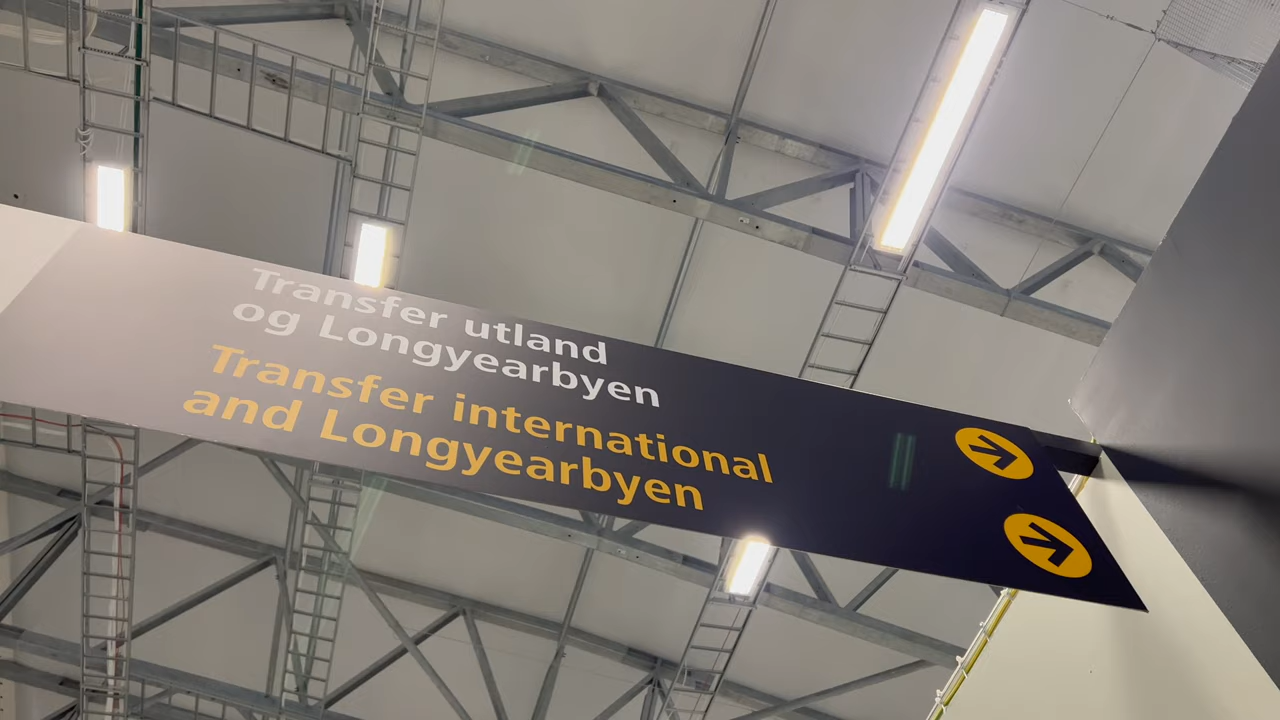 Transfer utland
og Longyearbyen
Transfer international
and Longyearbyen